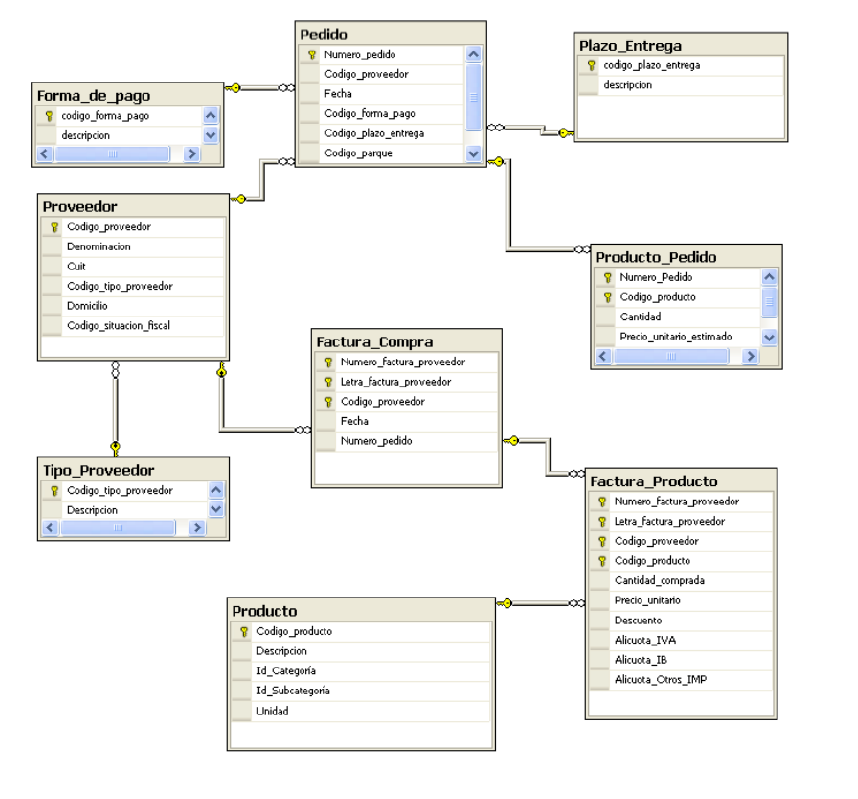 Pedido
Numero_pedido
Codigo_proveedor
Fecha
Codigo_forma_pago
Codigo_plazo_entrega
Codigo_parque
Plazo_Entrega
codigo_plazo_entrega
descripcion
Forma_de_pago
codigo_forma_pago
descripcion
Proveedor
Codigo_proveedor
Denominacion
Cuit
Codigo_tipo_proveedor
Domicilio
Codigo_situacion_fiscal
Producto_Pedido
Numero_Pedido
Codigo_producto
Cantidad
Precio_unitario_estimado
Factura_Compra
Numero_factura_proveedor
Letra_factura_proveedor
Codigo_proveedor
Fecha
Numero_pedido
Tipo_Proveedor
Codigo_tipo_proveedor
Descripcion
Factura_Producto
Numero_factura_proveedor
Letra_factura_proveedor
Codigo_proveedor
Codigo_producto
Cantidad_comprada
Precio_unitario
Descuento
Alicuota_IVA
Alicuota_IB
Alicuota_Otros_IMP
Producto
Codigo_producto
Descripcion
Id_Categoría
Id_Subcategoría
Unidad